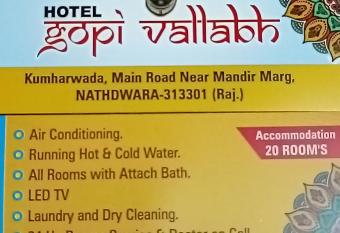 HOTEL
gopi vallabh
Kumharwada, Main Road Near Mandir Marg,
NATHDWARA-313301 (Raj.)
Air Conditioning.
Accommodation
20 ROOM'S
Running Hot & Cold Water.
All Rooms with Attach Bath.
LED TV
Laundry and Dry Cleaning.